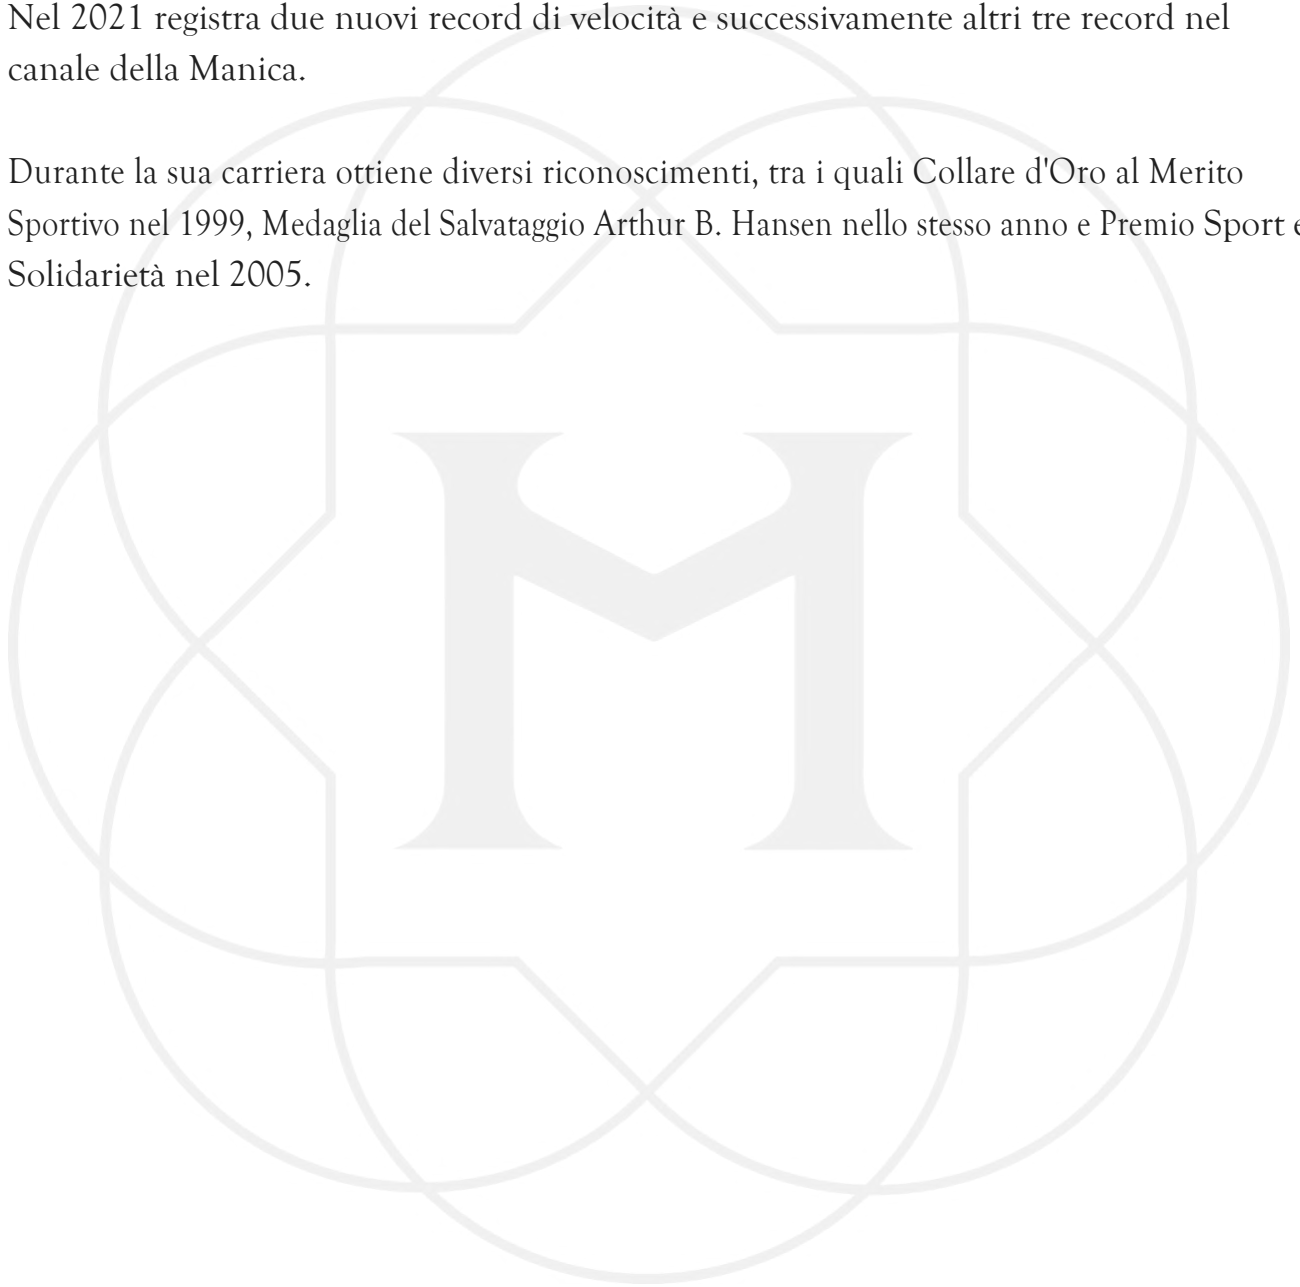 Nel 2021 registra due nuovi record di velocità e successivamente altri tre record nel
canale della Manica.
Durante la sua carriera ottiene diversi riconoscimenti, tra i quali Collare d'Oro al Merito
Sportivo nel 1999, Medaglia del Salvataggio Arthur B. Hansen nello stesso anno e Premio Sport e
Solidarietà nel 2005.
M